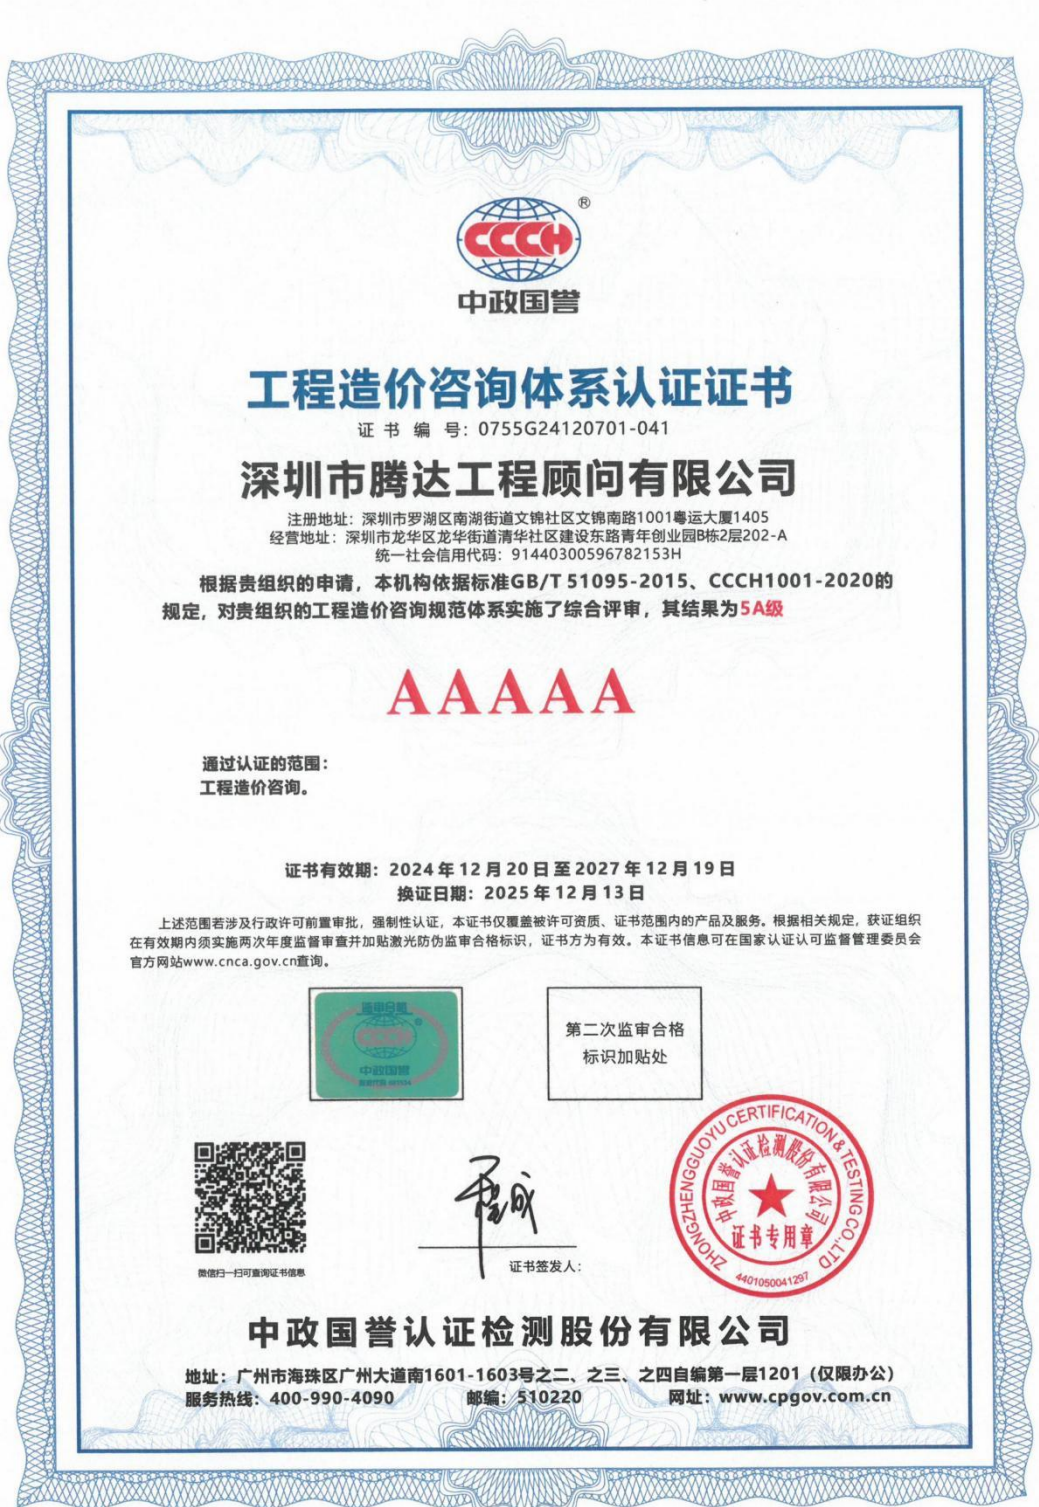 ®
CCCH
中政国誉
工程造价咨询体系认证证书
证 书 编 号: 0755G24120701-041
深圳市腾达工程顾问有限公司
注册地址：深圳市罗湖区南湖街道文锦社区文锦南路1001粤运大厦1405
经营地址：深圳市龙华区龙华街道清华社区建设东路青年创业园B栋2层202-A
统一社会信用代码：91440300596782153H
根据贵组织的申请，本机构依据标准GB/T 51095-2015、CCCH1001-2020的
规定，对贵组织的工程造价咨询规范体系实施了综合评审，其结果为5A级
AAAAA
通过认证的范围：
工程造价咨询。
证书有效期：2024年12月20日至2027年12月19日
换证日期：2025年12月13日
上述范围若涉及行政许可前置审批，强制性认证，本证书仅覆盖被许可资质、证书范围内的产品及服务。根据相关规定，获证组织
在有效期内须实施两次年度监督审查并加贴激光防伪监审合格标识，证书方为有效。本证书信息可在国家认证认可监督管理委员会
官方网站www.cnca.gov.cn查询。
监审合格
CCCH
®
中政国誉
第二次监审合格
标识加贴处
微信扫一扫可查询证书信息
程成
证书签发人：
ZHONGZHENGGUOYU CERTIFICATION & TESTING CO.,LTD
中政国誉认证检测股份有限公司
证书专用章
4401050041297
中政国誉认证检测股份有限公司
地址：广州市海珠区广州大道南1601-1603号之二、之三、之四自编第一层1201（仅限办公）
服务热线：400-990-4090 邮编：510220 网址：www.cpgov.com.cn